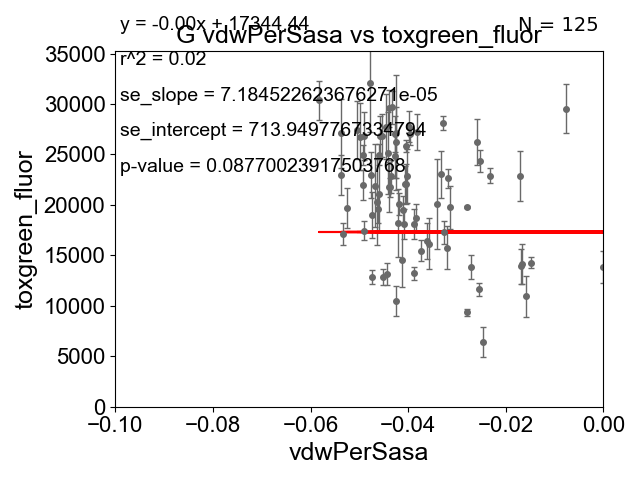 y = -0.00x + 17344.44
N = 125
G vdwPerSasa vs toxgreen_fluor
r^2 = 0.02
se_slope = 7.184522623676271e-05
se_intercept = 713.9497767334794
p-value = 0.08770023917503768
toxgreen_fluor
35000
30000
25000
20000
15000
10000
5000
0
−0.10
−0.08
−0.06
−0.04
−0.02
0.00
vdwPerSasa